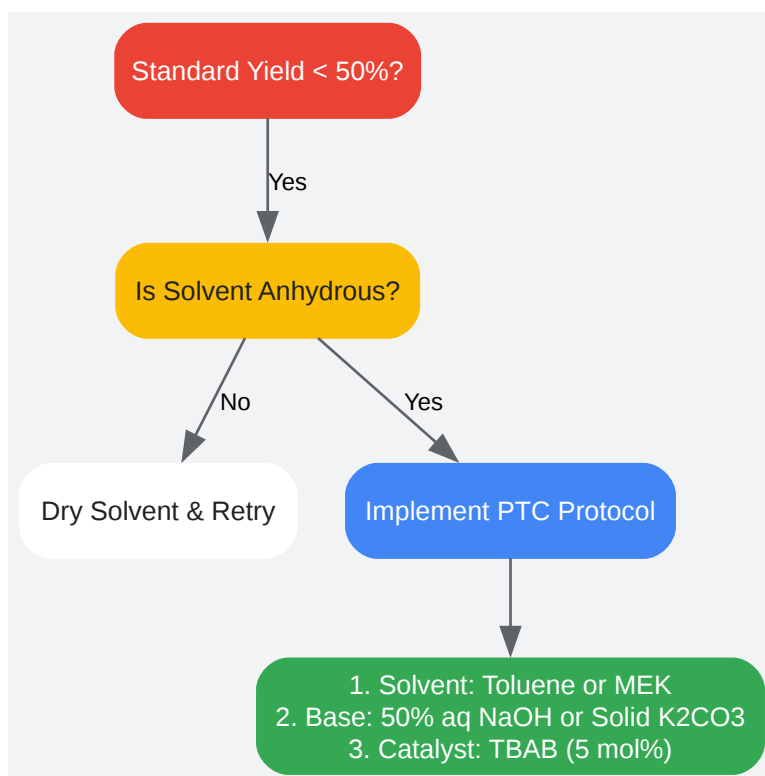 Standard Yield < 50%?
Yes
Is Solvent Anhydrous?
No
Yes
Dry Solvent & Retry
Implement PTC Protocol
1. Solvent: Toluene or MEK
2. Base: 50% aq NaOH or Solid K2CO3
3. Catalyst: TBAB (5 mol%)